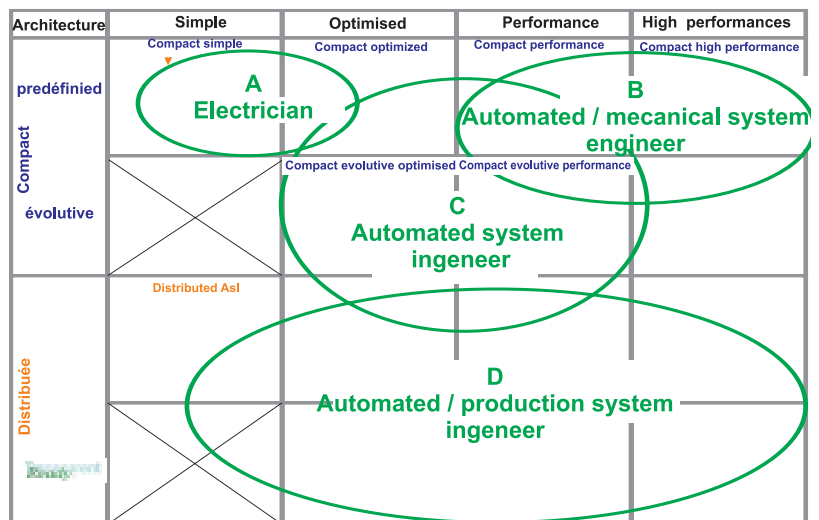 Architecture Simple Optimised Performance High performances
Compact simple Compact optimized Compact performance Compact high performance
predéfinied
A
Electrician
B
Automated / mecanical system
engineer
Compact
Compact evolutive optimised Compact evolutive performance
évolutive
C
Automated system
ingeneer
Distributed AsI
Distribuée
D
Automated / production system
ingeneer
Transparent
Ready